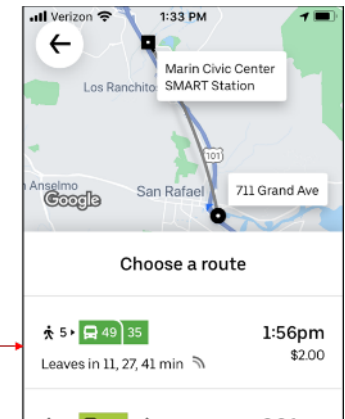 Verizon 1:33 PM
Marin Civic Center
SMART Station
Los Ranchito
101
Anselmo
Google
San Rafael
711 Grand Ave
Choose a route
5 49 35 1:56pm
Leaves in 11, 27, 41 min $2.00